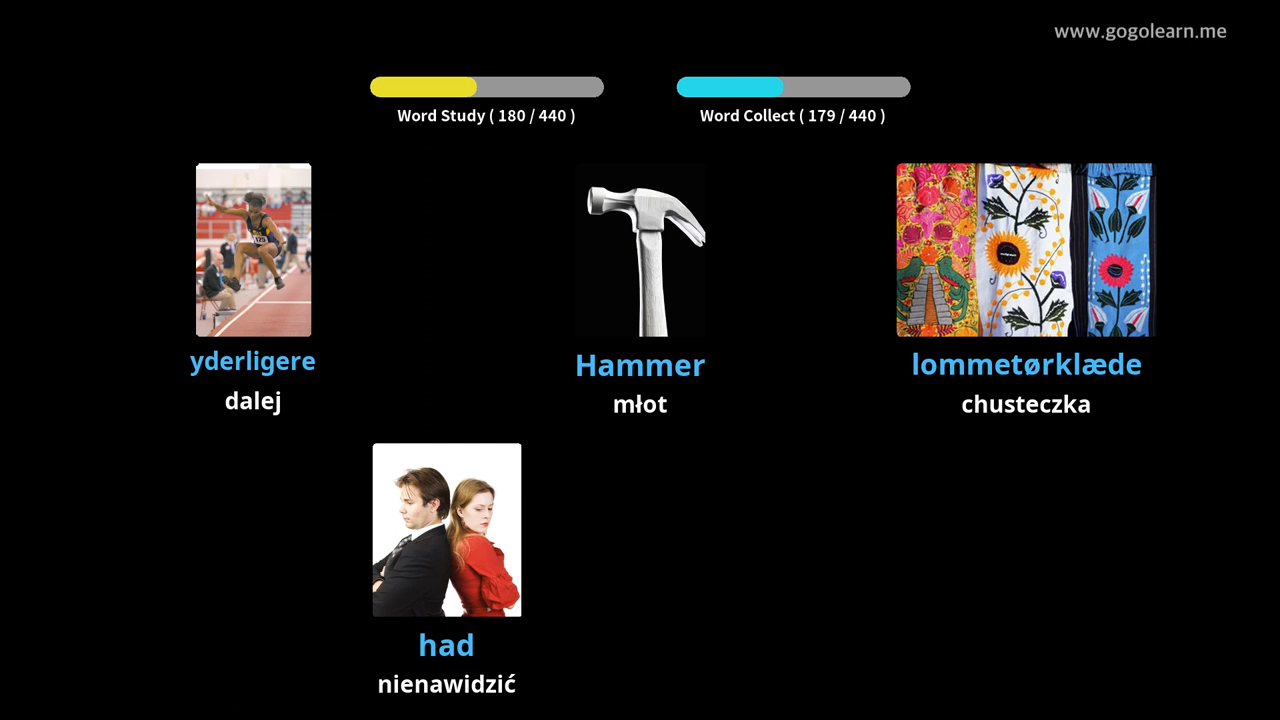 www.gogolearn.me
Word Study ( 180 / 440 )
Word Collect ( 179 / 440 )
yderligere
dalej
Hammer
młot
lommetørklæde
chusteczka
had
nienawidzić